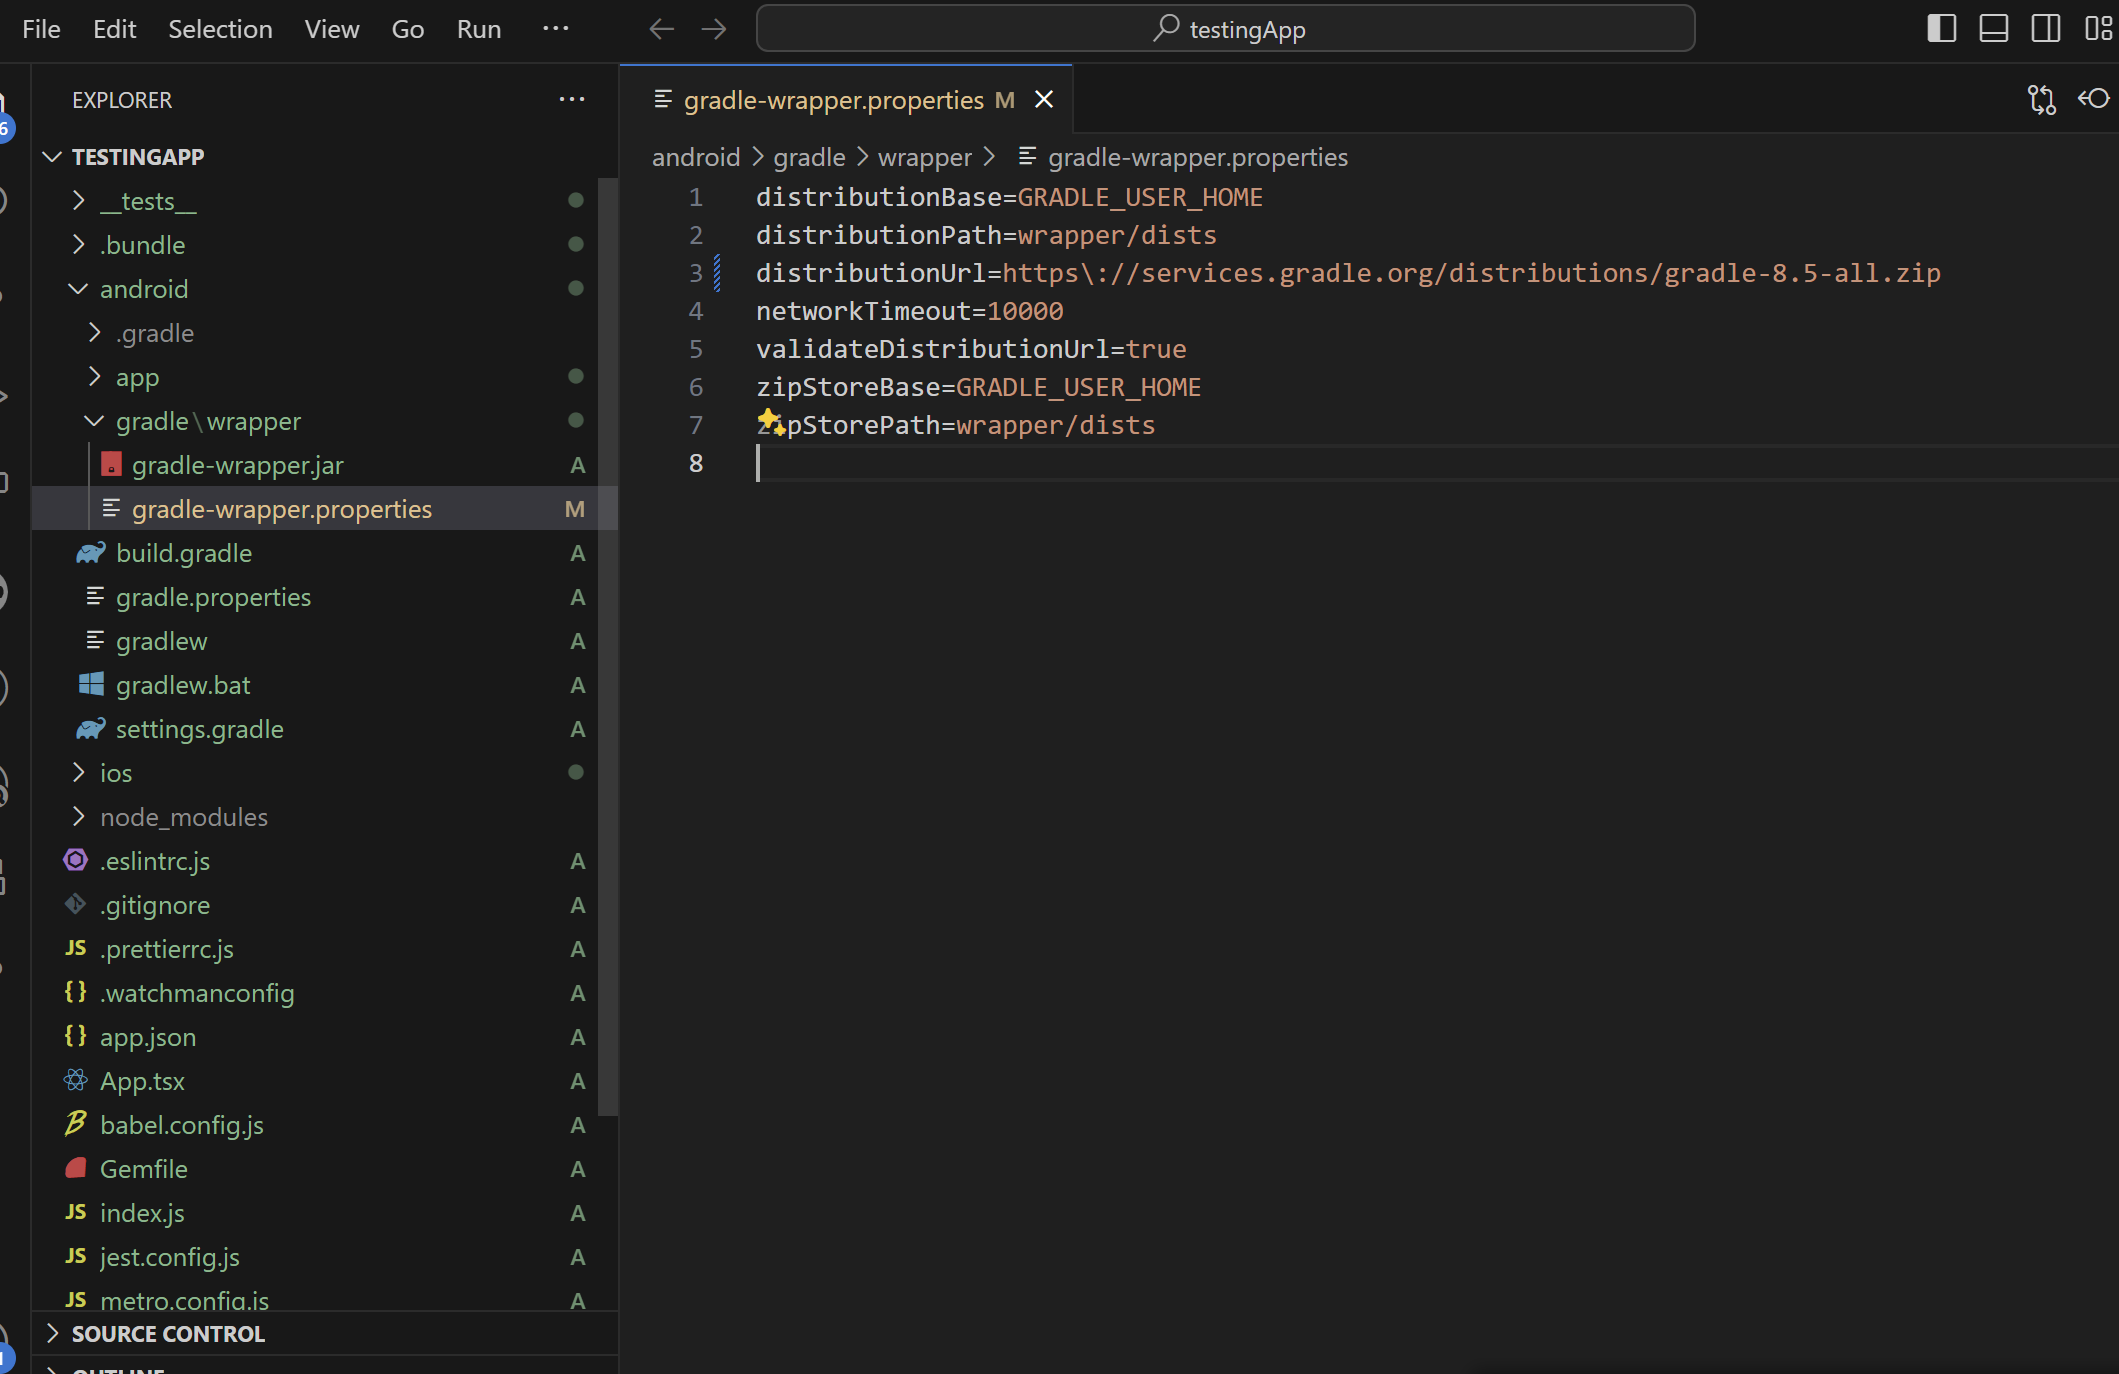 File Edit Selection View Go Run ···
testingApp
EXPLORER ···
TESTINGAPP
__tests__
.bundle
android
.gradle
app
gradle\wrapper
gradle-wrapper.jar A
gradle-wrapper.properties M
build.gradle A
gradle.properties A
gradlew A
gradlew.bat A
settings.gradle A
ios
node_modules
.eslintrc.js A
.gitignore A
JS .prettierrc.js A
{} .watchmanconfig A
{} app.json A
App.tsx A
babel.config.js A
Gemfile A
JS index.js A
JS jest.config.js A
JS metro.config.js A
SOURCE CONTROL
OUTLINE
gradle-wrapper.properties M
android > gradle > wrapper > gradle-wrapper.properties
1 distributionBase=GRADLE_USER_HOME
2 distributionPath=wrapper/dists
3 distributionUrl=https\://services.gradle.org/distributions/gradle-8.5-all.zip
4 networkTimeout=10000
5 validateDistributionUrl=true
6 zipStoreBase=GRADLE_USER_HOME
7 zipStorePath=wrapper/dists
8